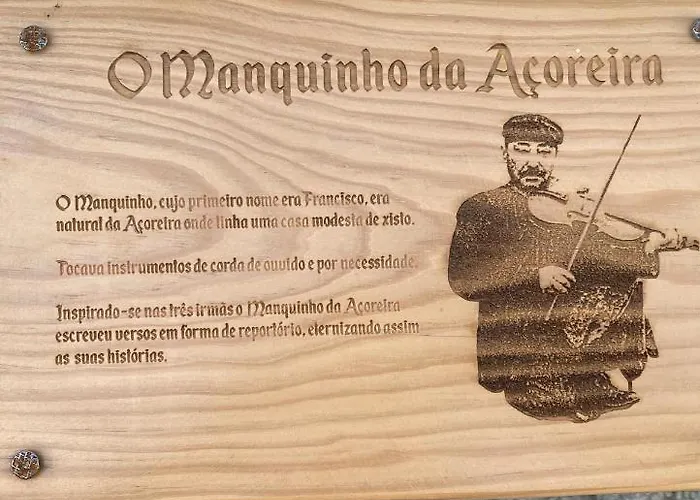 O Manquinho da Açoreira
O Manquinho, cujo primeiro nome era Francisco, era
natural da Açoreira onde tinha uma casa modesta de xisto.
Tocava instrumentos de corda de ouvido e por necessidade.
Inspirado-se nas três irmãs o Manquinho da Açoreira
escreveu versos em forma de reportório, eternizando assim
as suas histórias.